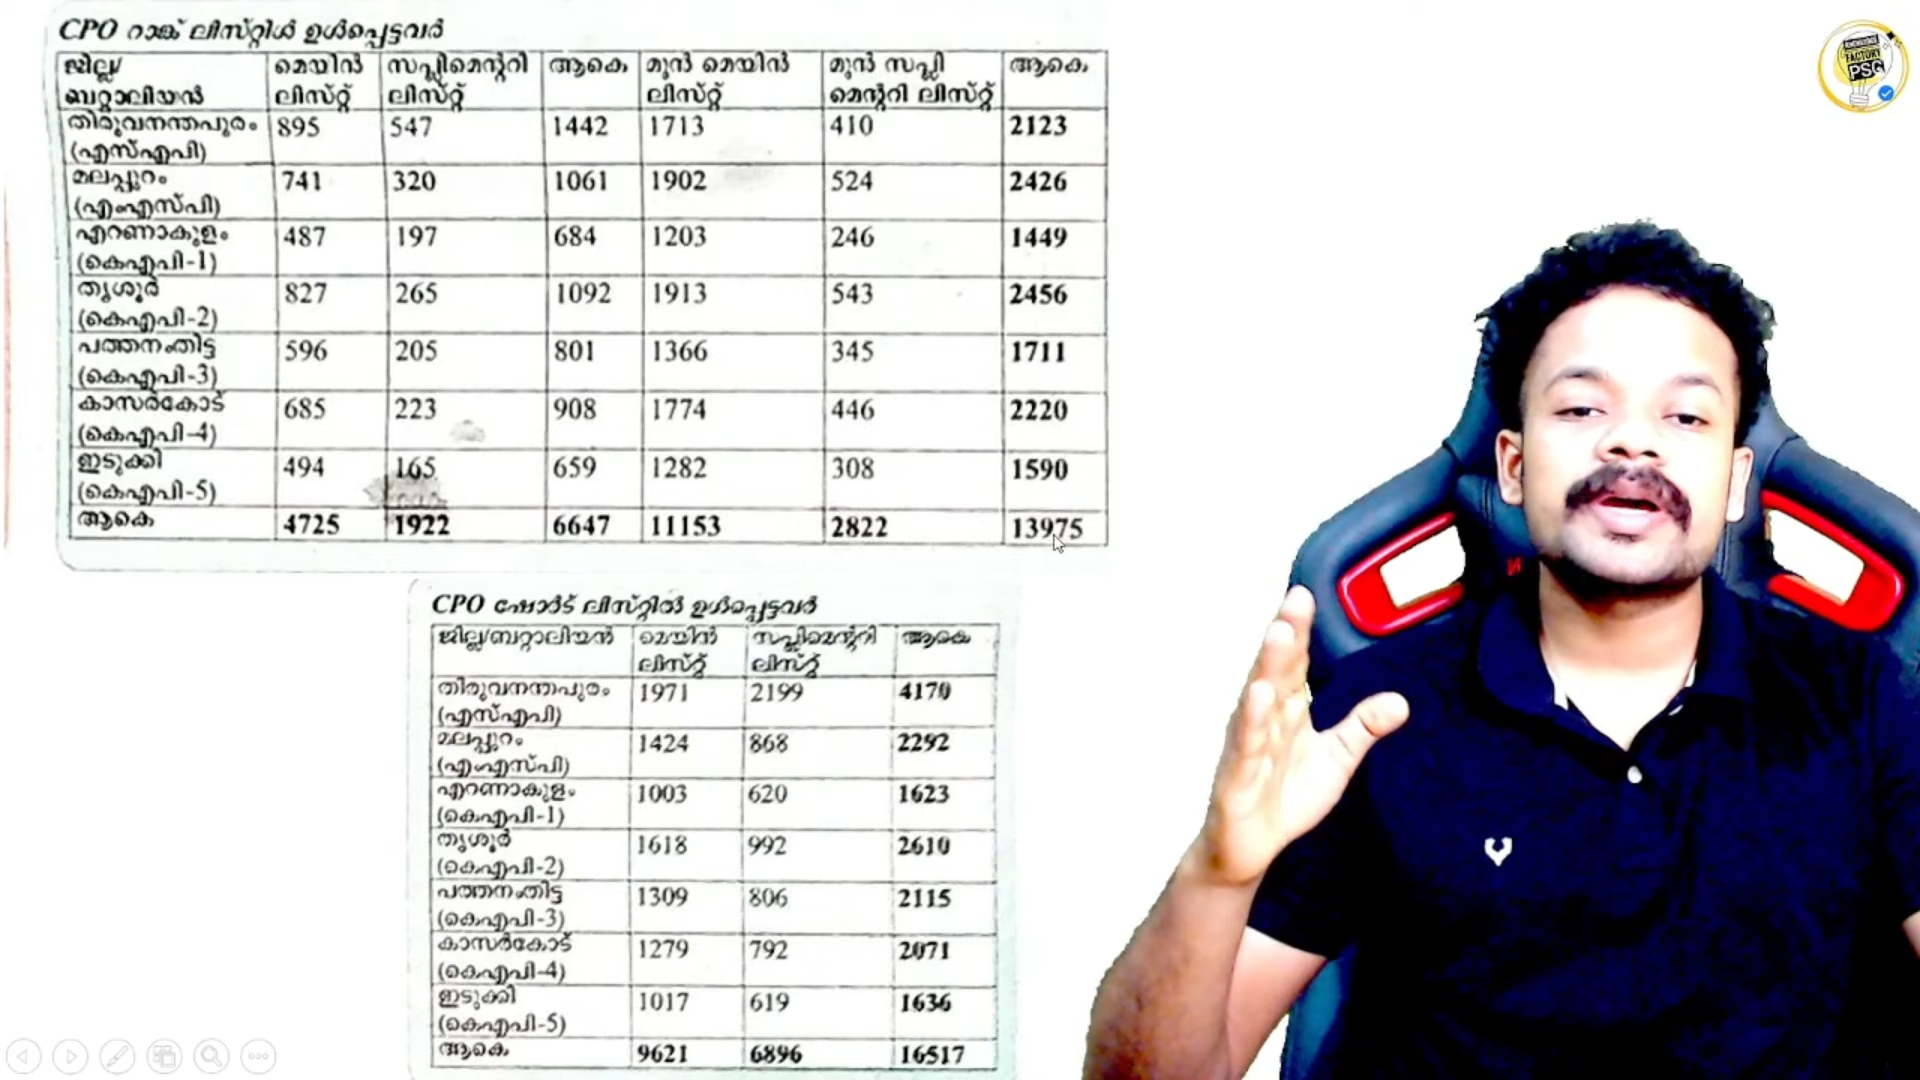 CPO റാങ്ക് ലിസ്റ്റിൽ ഉൾപ്പെട്ടവർ
ജില്ല/ ബറ്റാലിയൻ മെയിൻ ലിസ്റ്റ് സപ്ലിമെന്ററി ലിസ്റ്റ് ആകെ മുൻ മെയിൻ ലിസ്റ്റ് മുൻ സപ്ലി മെന്ററി ലിസ്റ്റ് ആകെ
തിരുവനന്തപുരം (എസ്എപി) 895 547 1442 1713 410 2123
മലപ്പുറം (എംഎസ്പി) 741 320 1061 1902 524 2426
എറണാകുളം (കെഎപി-1) 487 197 684 1203 246 1449
തൃശൂർ (കെഎപി-2) 827 265 1092 1913 543 2456
പത്തനംതിട്ട (കെഎപി-3) 596 205 801 1366 345 1711
കാസർകോട് (കെഎപി-4) 685 223 908 1774 446 2220
ഇടുക്കി (കെഎപി-5) 494 165 659 1282 308 1590
ആകെ 4725 1922 6647 11153 2822 13975
CPO ഷോർട് ലിസ്റ്റിൽ ഉൾപ്പെട്ടവർ
ജില്ല/ബറ്റാലിയൻ മെയിൻ ലിസ്റ്റ് സപ്ലിമെന്ററി ലിസ്റ്റ് ആകെ
തിരുവനന്തപുരം (എസ്എപി) 1971 2199 4170
മലപ്പുറം (എംഎസ്പി) 1424 868 2292
എറണാകുളം (കെഎപി-1) 1003 620 1623
തൃശൂർ (കെഎപി-2) 1618 992 2610
പത്തനംതിട്ട (കെഎപി-3) 1309 806 2115
കാസർകോട് (കെഎപി-4) 1279 792 2071
ഇടുക്കി (കെഎപി-5) 1017 619 1636
ആകെ 9621 6896 16517
KNOWLEDGE
FACTORY
PSC